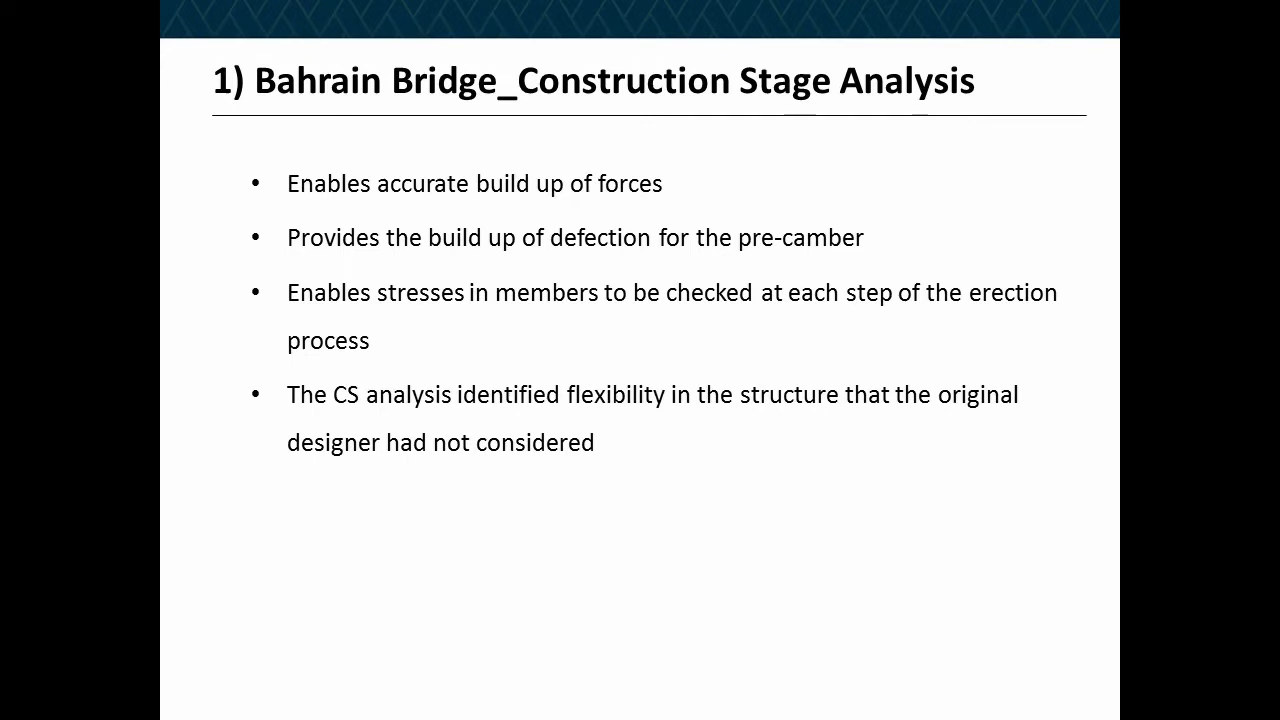 1) Bahrain Bridge_Construction Stage Analysis
• Enables accurate build up of forces
• Provides the build up of defection for the pre-camber
• Enables stresses in members to be checked at each step of the erection
process
• The CS analysis identified flexibility in the structure that the original
designer had not considered